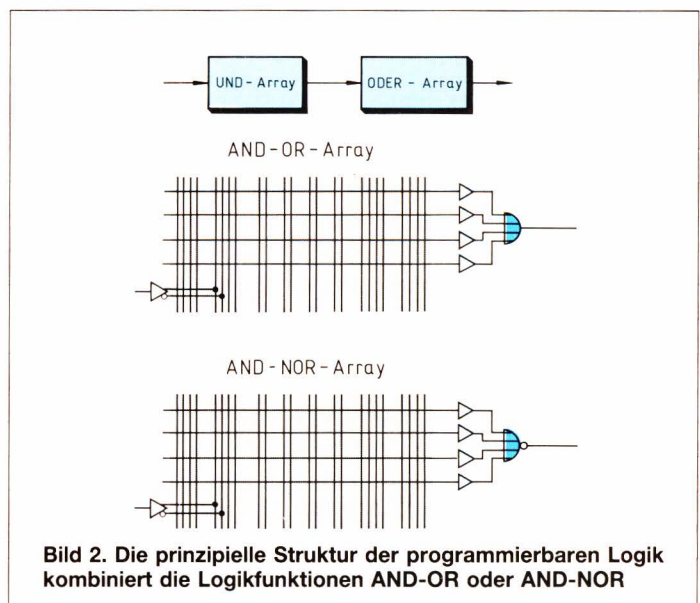 UND-Array
ODER-Array
AND-OR-Array
AND-NOR-Array
Bild 2. Die prinzipielle Struktur der programmierbaren Logik
kombiniert die Logikfunktionen AND-OR oder AND-NOR